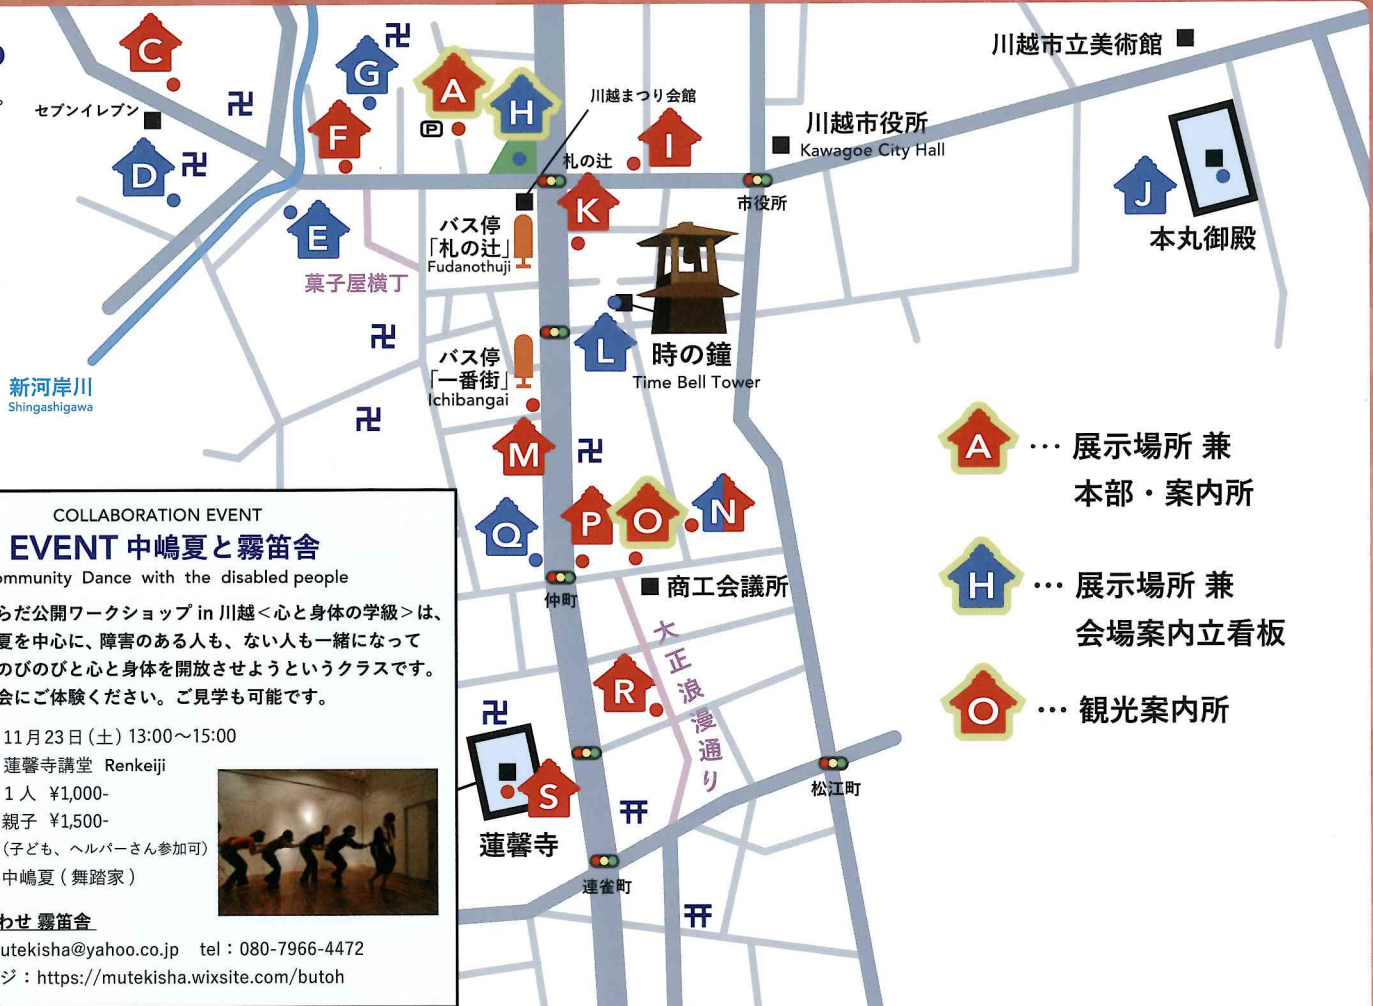 C
G
A
H
F
I
D
E
K
J
L
M
Q
P
O
N
R
S
セブンイレブン
P
川越まつり会館
札の辻
川越市立美術館
川越市役所
Kawagoe City Hall
市役所
本丸御殿
バス停
「札の辻」
Fudanothuji
菓子屋横丁
バス停
「一番街」
Ichibangai
時の鐘
Time Bell Tower
新河岸川
Shingashigawa
A … 展示場所 兼
本部・案内所
H … 展示場所 兼
会場案内立看板
O … 観光案内所
仲町
商工会議所
大正浪漫通り
蓮馨寺
松江町
連雀町
COLLABORATION EVENT
EVENT 中嶋夏と霧笛舎
ommunity Dance with the disabled people
らだ公開ワークショップ in 川越＜心と身体の学級＞は、
夏を中心に、障害のある人も、ない人も一緒になって
のびのびと心と身体を開放させようというクラスです。
会にご体験ください。ご見学も可能です。
11月23日(土) 13:00～15:00
蓮馨寺講堂 Renkeiji
1人 ¥1,000-
親子 ¥1,500-
(子ども、ヘルパーさん参加可)
中嶋夏(舞踏家)
わせ 霧笛舎
utekisha@yahoo.co.jp tel：080-7966-4472
ジ：https://mutekisha.wixsite.com/butoh